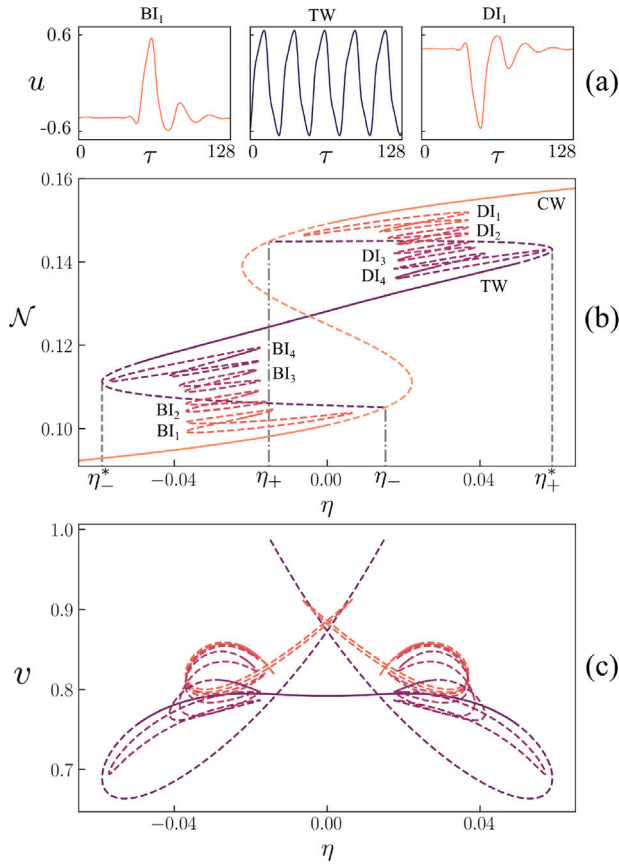 BI₁ TW DI₁
0.6
u
-0.6
0 τ 128 0 τ 128 0 τ 128
(a)
0.16
CW
DI₁
DI₂
0.14
DI₃
DI₄
TW
𝒩
(b)
0.12
BI₄
BI₃
BI₂
0.10
BI₁
η*₋ −0.04 η₊ 0.00 η₋ 0.04 η*₊
η
1.0
0.9
v
(c)
0.8
0.7
−0.04 0.00 0.04
η